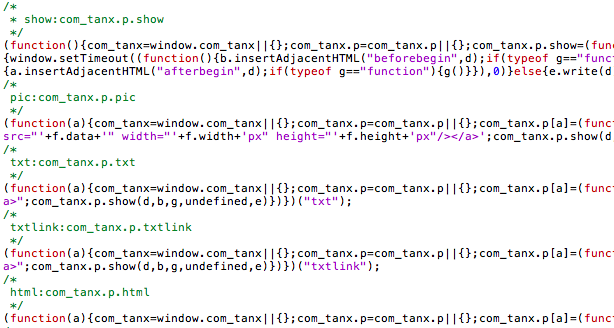 /*
 * show:com_tanx.p.show
 */
(function(){com_tanx=window.com_tanx||{};com_tanx.p=com_tanx.p||{};com_tanx.p.show=(func
{window.setTimeout((function(){b.insertAdjacentHTML("beforebegin",d);if(typeof g=="funct
{a.insertAdjacentHTML("afterbegin",d);if(typeof g=="function"){g()}}),0)}else{e.write(d
/*
 pic:com_tanx.p.pic
 */
(function(a){com_tanx=window.com_tanx||{};com_tanx.p=com_tanx.p||{};com_tanx.p[a]=(funct
src="'+f.data+'" width="'+f.width+'px" height="'+f.height+'px"/></a>';com_tanx.p.show(d
/*
 txt:com_tanx.p.txt
 */
(function(a){com_tanx=window.com_tanx||{};com_tanx.p=com_tanx.p||{};com_tanx.p[a]=(funct
a>";com_tanx.p.show(d,b,g,undefined,e)})})("txt");
/*
 txtlink:com_tanx.p.txtlink
 */
(function(a){com_tanx=window.com_tanx||{};com_tanx.p=com_tanx.p||{};com_tanx.p[a]=(funct
a>";com_tanx.p.show(d,b,g,undefined,e)})})("txtlink");
/*
 html:com_tanx.p.html
 */
(function(a){com_tanx=window.com_tanx||{};com_tanx.p=com_tanx.p||{};com_tanx.p[a]=(funct